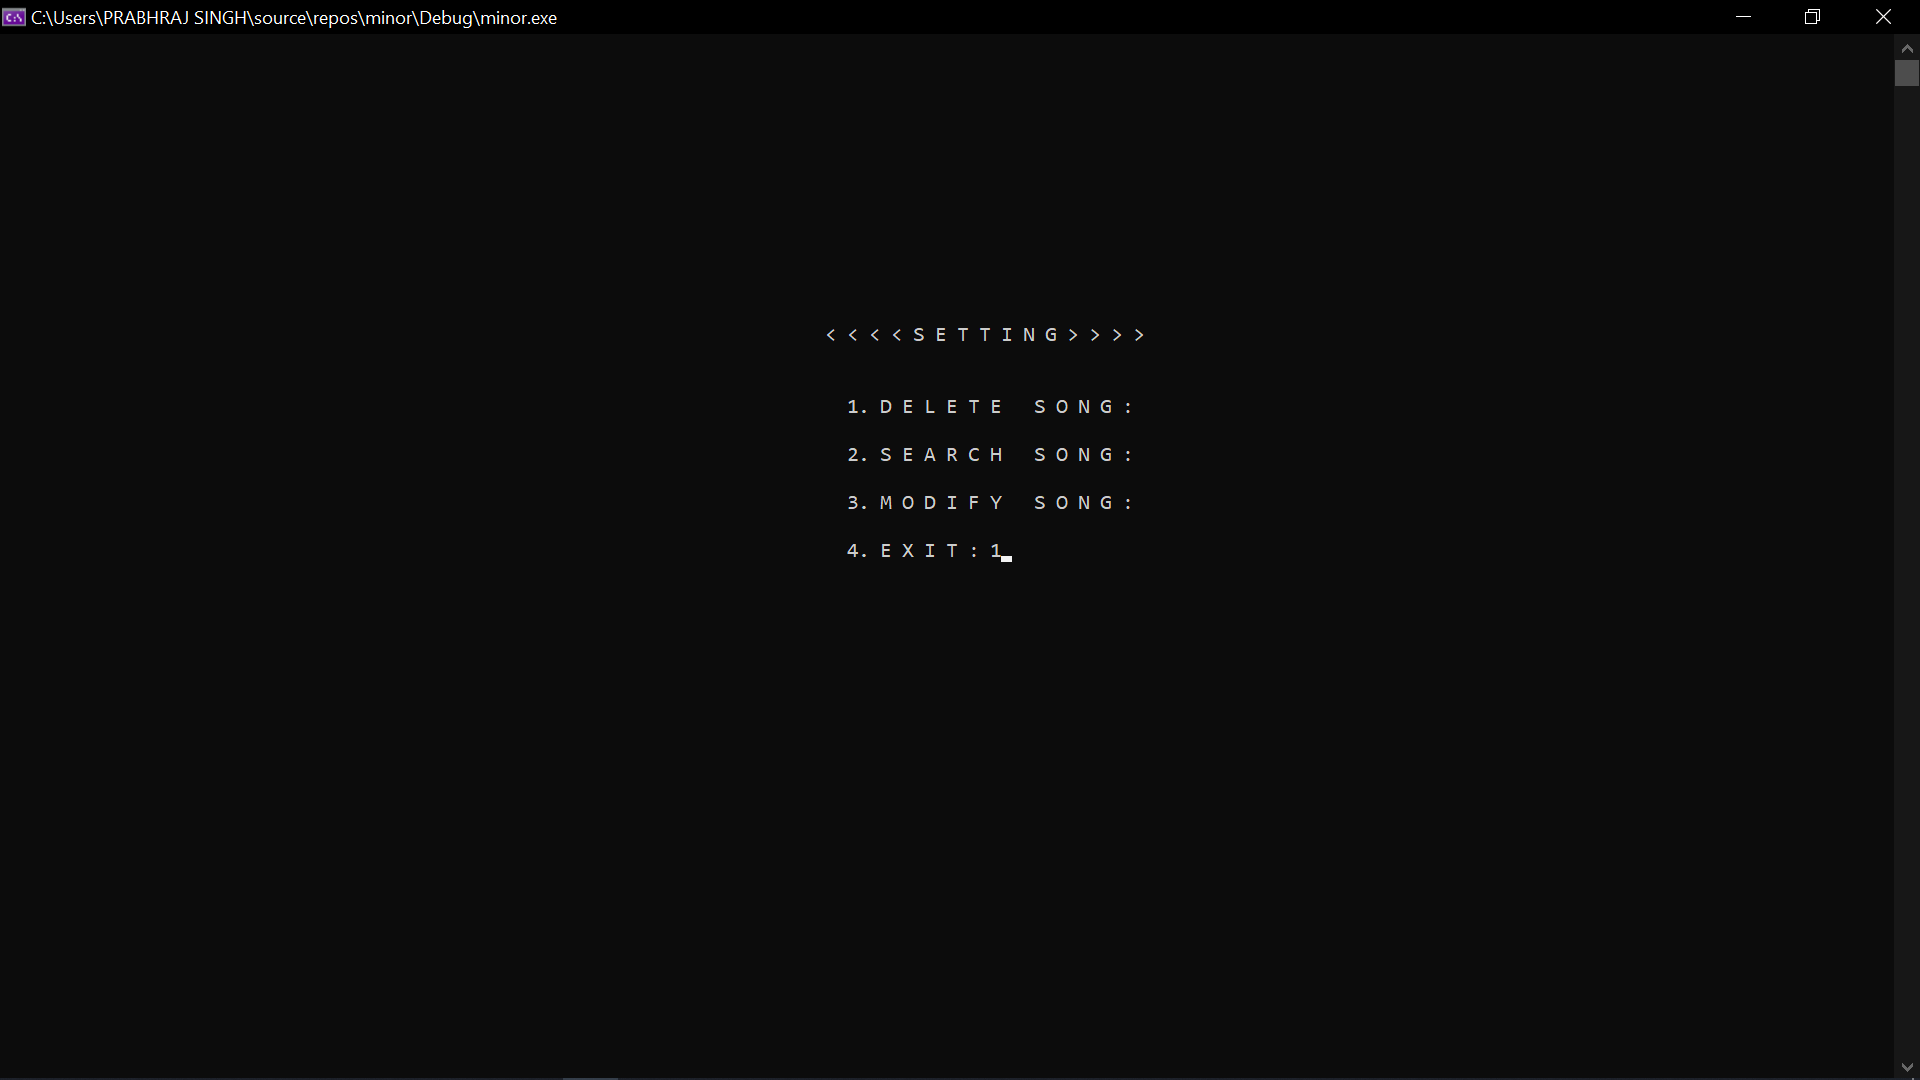 C:\Users\PRABHRAJ SINGH\source\repos\minor\Debug\minor.exe
< < < < S E T T I N G > > > >
1. D E L E T E   S O N G :
2. S E A R C H   S O N G :
3. M O D I F Y   S O N G :
4. E X I T : 1